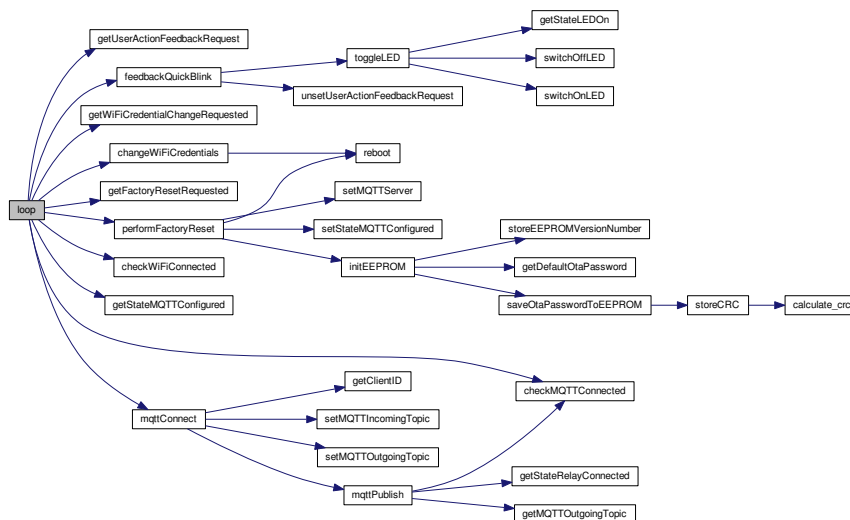 getStateLEDOn
getUserActionFeedbackRequest
toggleLED
switchOffLED
feedbackQuickBlink
unsetUserActionFeedbackRequest
switchOnLED
getWiFiCredentialChangeRequested
changeWiFiCredentials
reboot
getFactoryResetRequested
setMQTTServer
loop
performFactoryReset
setStateMQTTConfigured
storeEEPROMVersionNumber
checkWiFiConnected
initEEPROM
getDefaultOtaPassword
getStateMQTTConfigured
saveOtaPasswordToEEPROM
storeCRC
calculate_crc
getClientID
checkMQTTConnected
mqttConnect
setMQTTIncomingTopic
setMQTTOutgoingTopic
getStateRelayConnected
mqttPublish
getMQTTOutgoingTopic